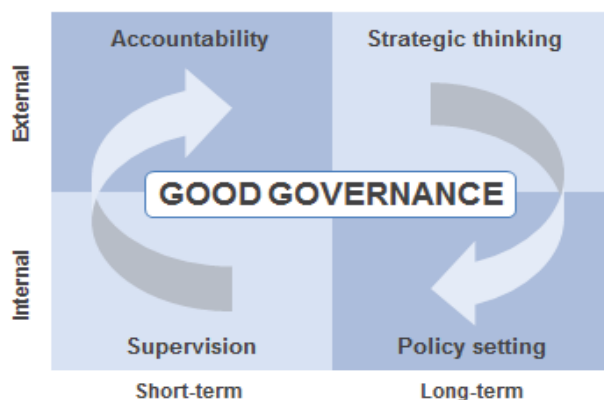 External
Accountability
Strategic thinking
GOOD GOVERNANCE
Internal
Supervision
Policy setting
Short-term
Long-term